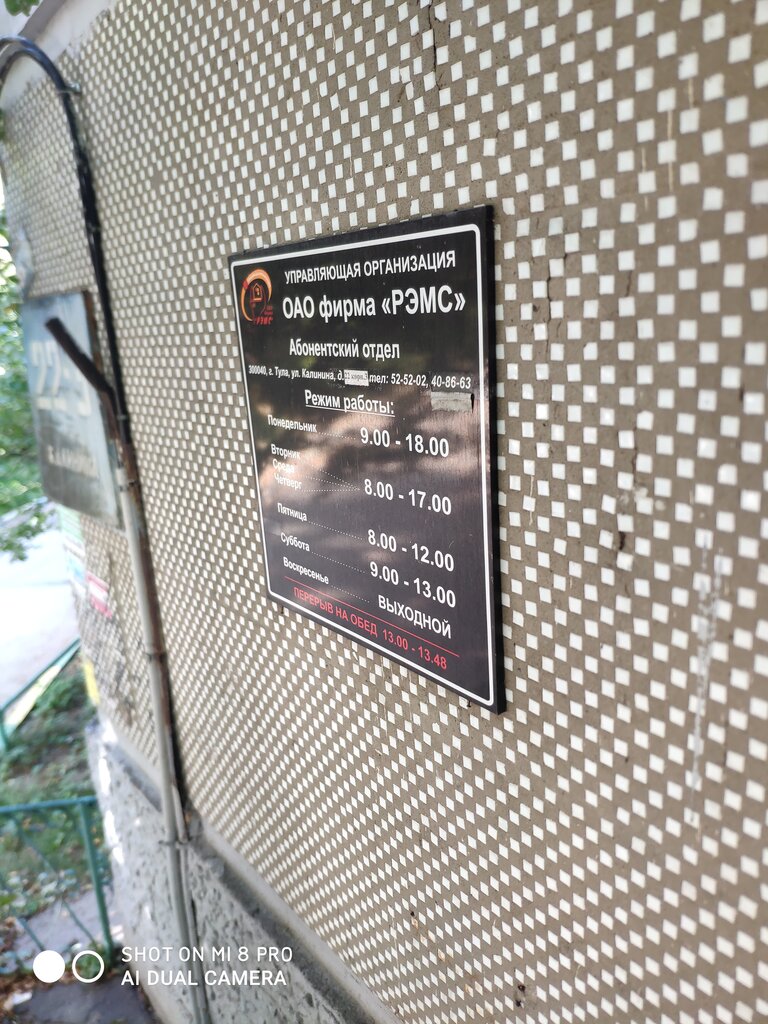 УПРАВЛЯЮЩАЯ ОРГАНИЗАЦИЯ
ОАО фирма «РЭМС»
"РЭМС"
Абонентский отдел
300040, г. Тула, ул. Калинина, д. тел: 52-52-02, 40-86-63
Режим работы:
Понедельник 9.00 - 18.00
Вторник
Среда
Четверг 8.00 - 17.00
Пятница 8.00 - 12.00
Суббота 9.00 - 13.00
Воскресенье ВЫХОДНОЙ
ПЕРЕРЫВ НА ОБЕД 13.00 - 13.48
SHOT ON MI 8 PRO
AI DUAL CAMERA